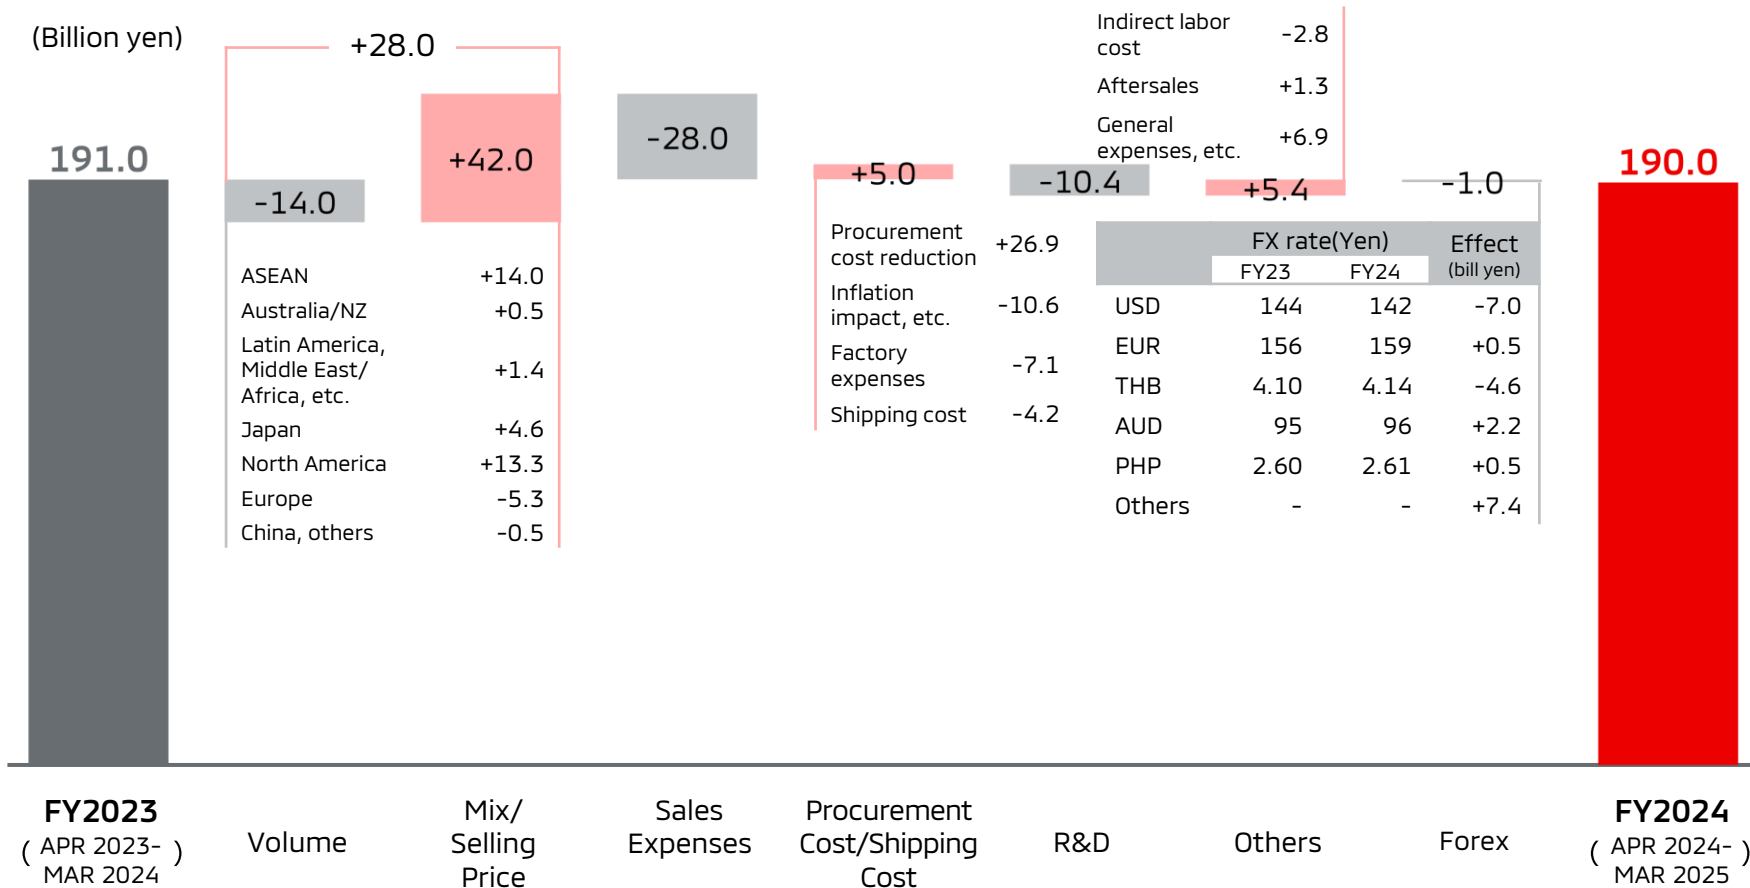 (Billion yen)
+28.0
191.0
-14.0
+42.0
-28.0
+5.0
-10.4
+5.4
-1.0
190.0
Indirect labor
cost
-2.8
Aftersales +1.3
General
expenses, etc.
+6.9
ASEAN +14.0
Australia/NZ +0.5
Latin America,
Middle East/
Africa, etc.
+1.4
Japan +4.6
North America +13.3
Europe -5.3
China, others -0.5
Procurement
cost reduction
+26.9
Inflation
impact, etc.
-10.6
Factory
expenses
-7.1
Shipping cost -4.2
FX rate(Yen) Effect
FY23 FY24 (bill yen)
USD 144 142 -7.0
EUR 156 159 +0.5
THB 4.10 4.14 -4.6
AUD 95 96 +2.2
PHP 2.60 2.61 +0.5
Others - - +7.4
FY2023
( APR 2023-
MAR 2024 )
Volume
Mix/
Selling
Price
Sales
Expenses
Procurement
Cost/Shipping
Cost
R&D
Others
Forex
FY2024
( APR 2024-
MAR 2025 )